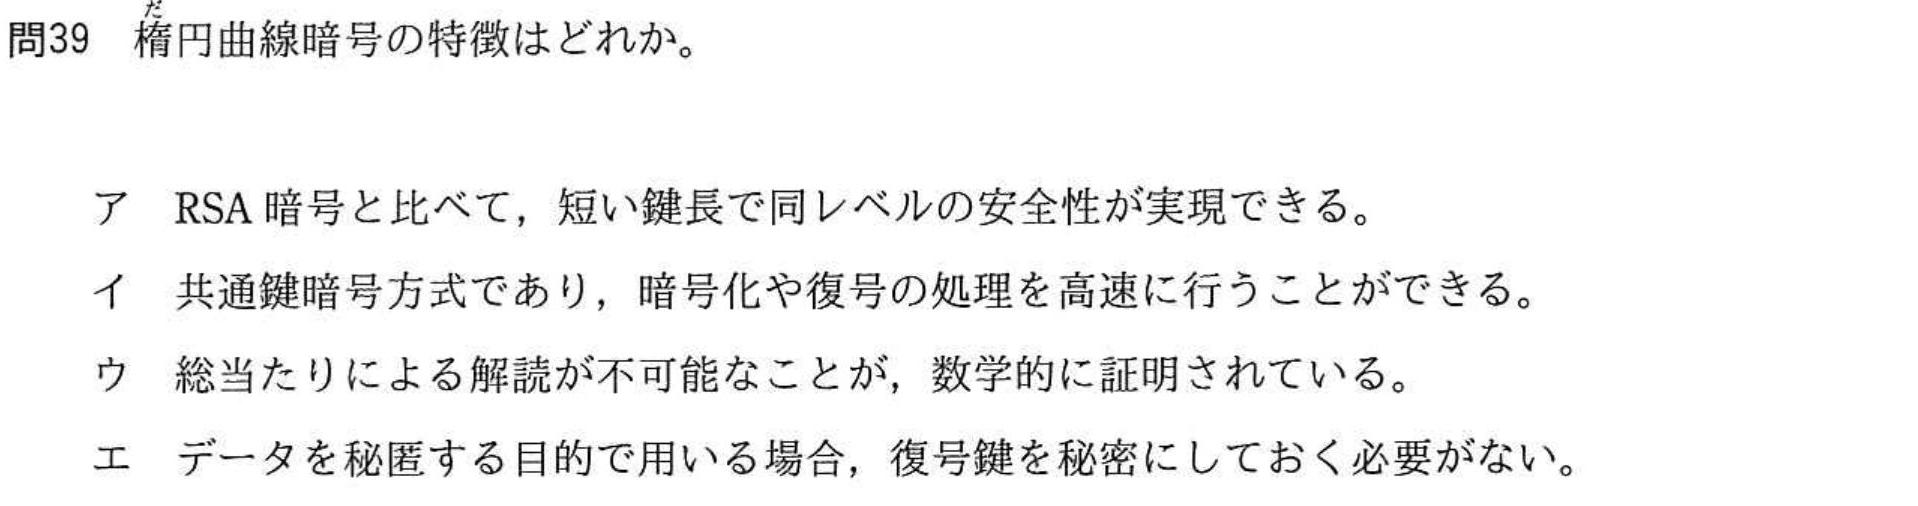 だ
問39 楕円曲線暗号の特徴はどれか。
ア RSA 暗号と比べて，短い鍵長で同レベルの安全性が実現できる。
イ 共通鍵暗号方式であり，暗号化や復号の処理を高速に行うことができる。
ウ 総当たりによる解読が不可能なことが，数学的に証明されている。
エ データを秘匿する目的で用いる場合，復号鍵を秘密にしておく必要がない。